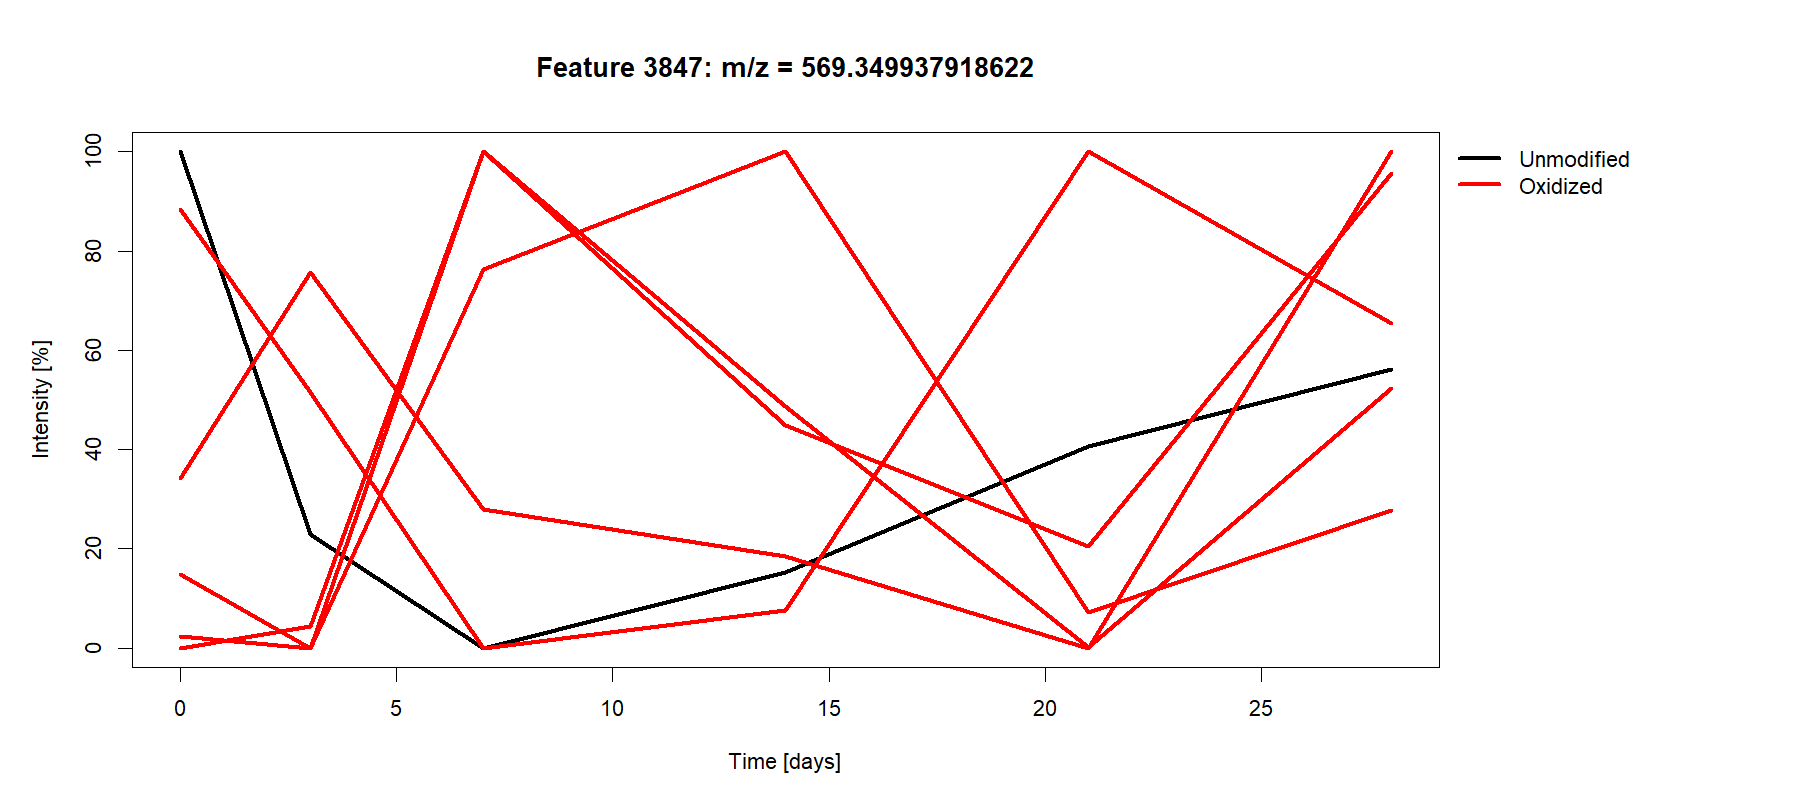 Feature 3847: m/z = 569.349937918622
Unmodified
Oxidized
Intensity [%]
100
80
60
40
20
0
0 5 10 15 20 25
Time [days]